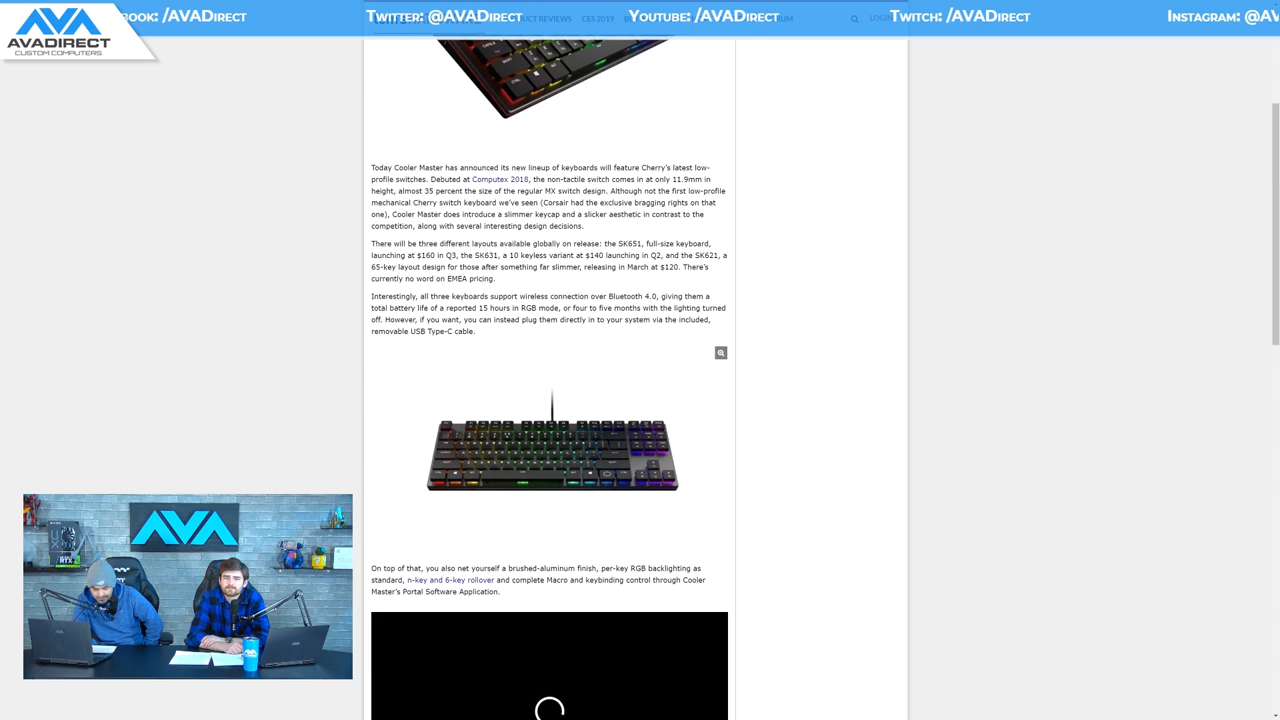 BOOK: /AVADIRECT
TWITTER: @AVADIRECT
YOUTUBE: /AVADIRECT
TWITCH: /AVADIRECT
INSTAGRAM: @AV
AVADIRECT
CUSTOM COMPUTERS
UCT REVIEWS
CES 2019
RUM
LOGIN
Today Cooler Master has announced its new lineup of keyboards will feature Cherry's latest low-
profile switches. Debuted at Computex 2018, the non-tactile switch comes in at only 11.9mm in
height, almost 35 percent the size of the regular MX switch design. Although not the first low-profile
mechanical Cherry switch keyboard we've seen (Corsair had the exclusive bragging rights on that
one), Cooler Master does introduce a slimmer keycap and a slicker aesthetic in contrast to the
competition, along with several interesting design decisions.
There will be three different layouts available globally on release: the SK651, full-size keyboard,
launching at $160 in Q3, the SK631, a 10 keyless variant at $140 launching in Q2, and the SK621, a
65-key layout design for those after something far slimmer, releasing in March at $120. There's
currently no word on EMEA pricing.
Interestingly, all three keyboards support wireless connection over Bluetooth 4.0, giving them a
total battery life of a reported 15 hours in RGB mode, or four to five months with the lighting turned
off. However, if you want, you can instead plug them directly in to your system via the included,
removable USB Type-C cable.
On top of that, you also net yourself a brushed-aluminum finish, per-key RGB backlighting as
standard, n-key and 6-key rollover and complete Macro and keybinding control through Cooler
Master's Portal Software Application.
AVA
RTX